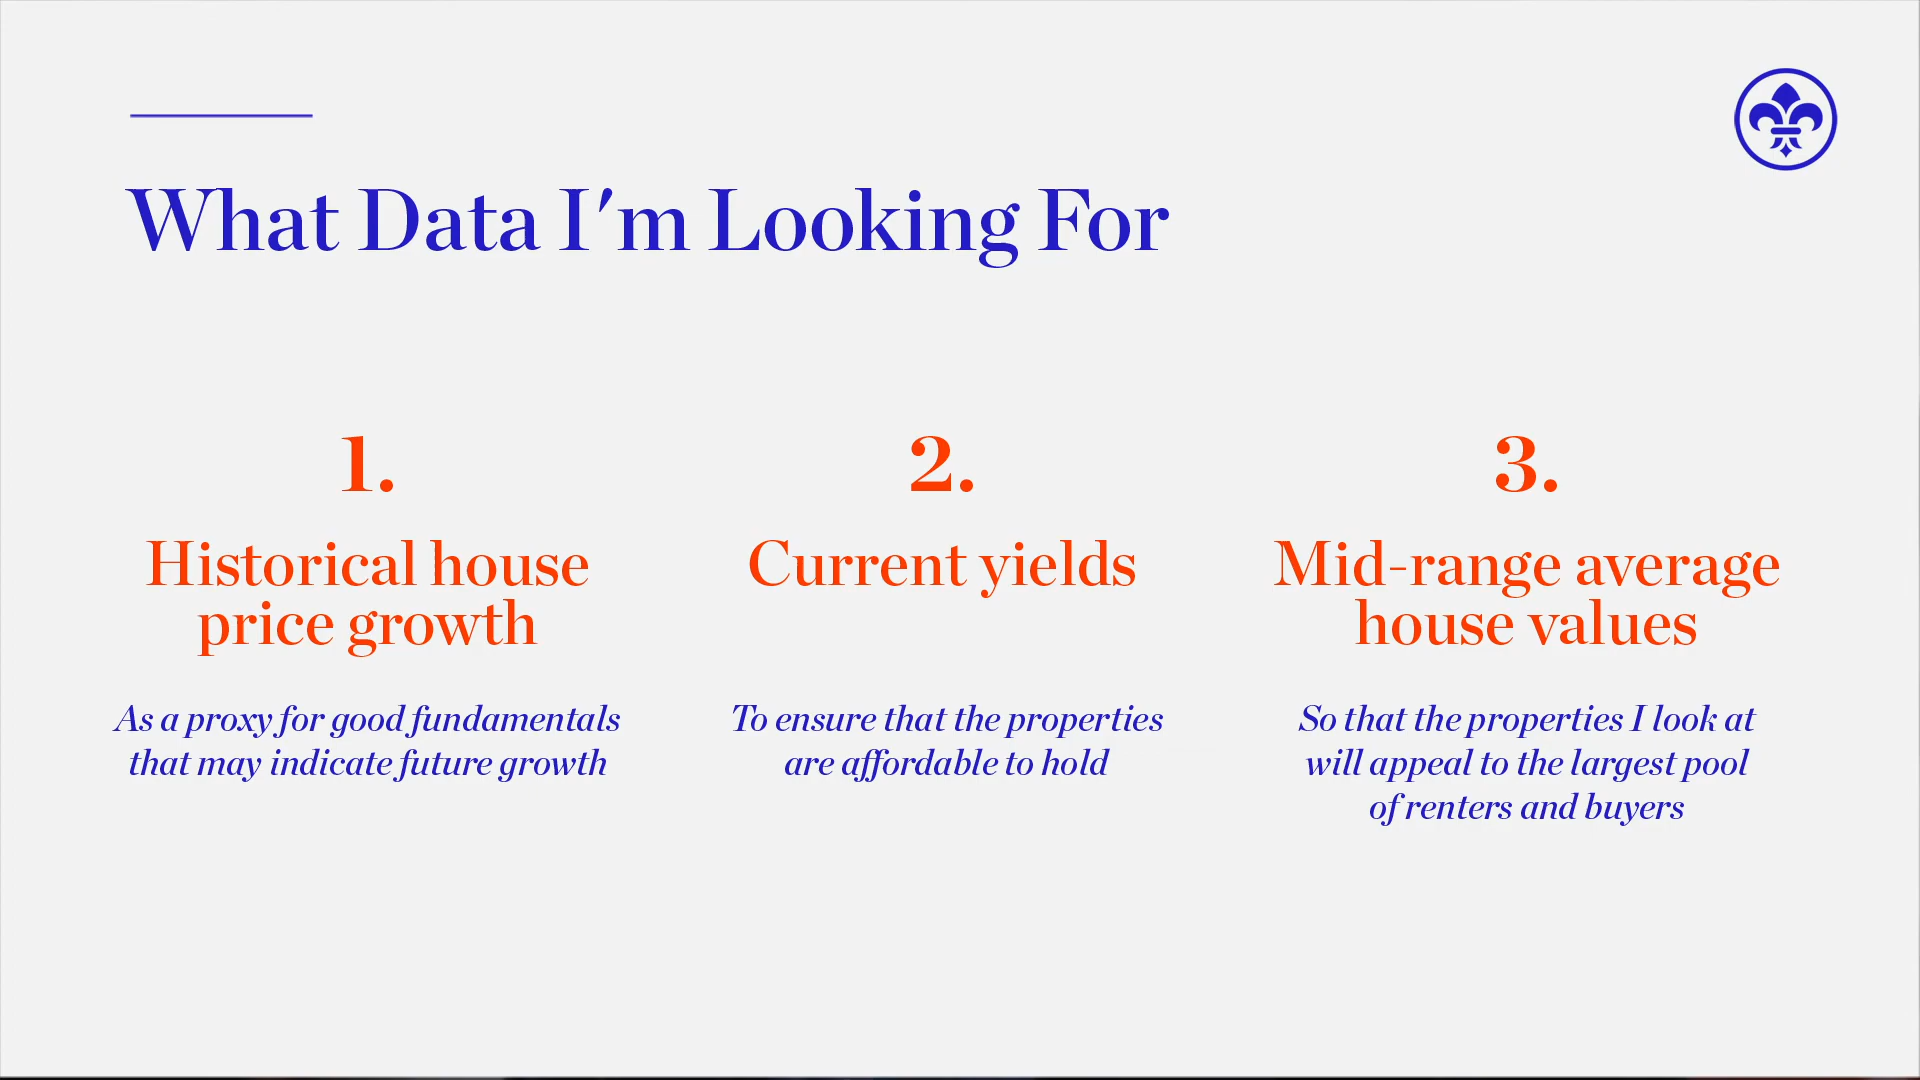 What Data I'm Looking For
1.
Historical house
price growth
As a proxy for good fundamentals
that may indicate future growth
2.
Current yields
To ensure that the properties
are affordable to hold
3.
Mid-range average
house values
So that the properties I look at
will appeal to the largest pool
of renters and buyers